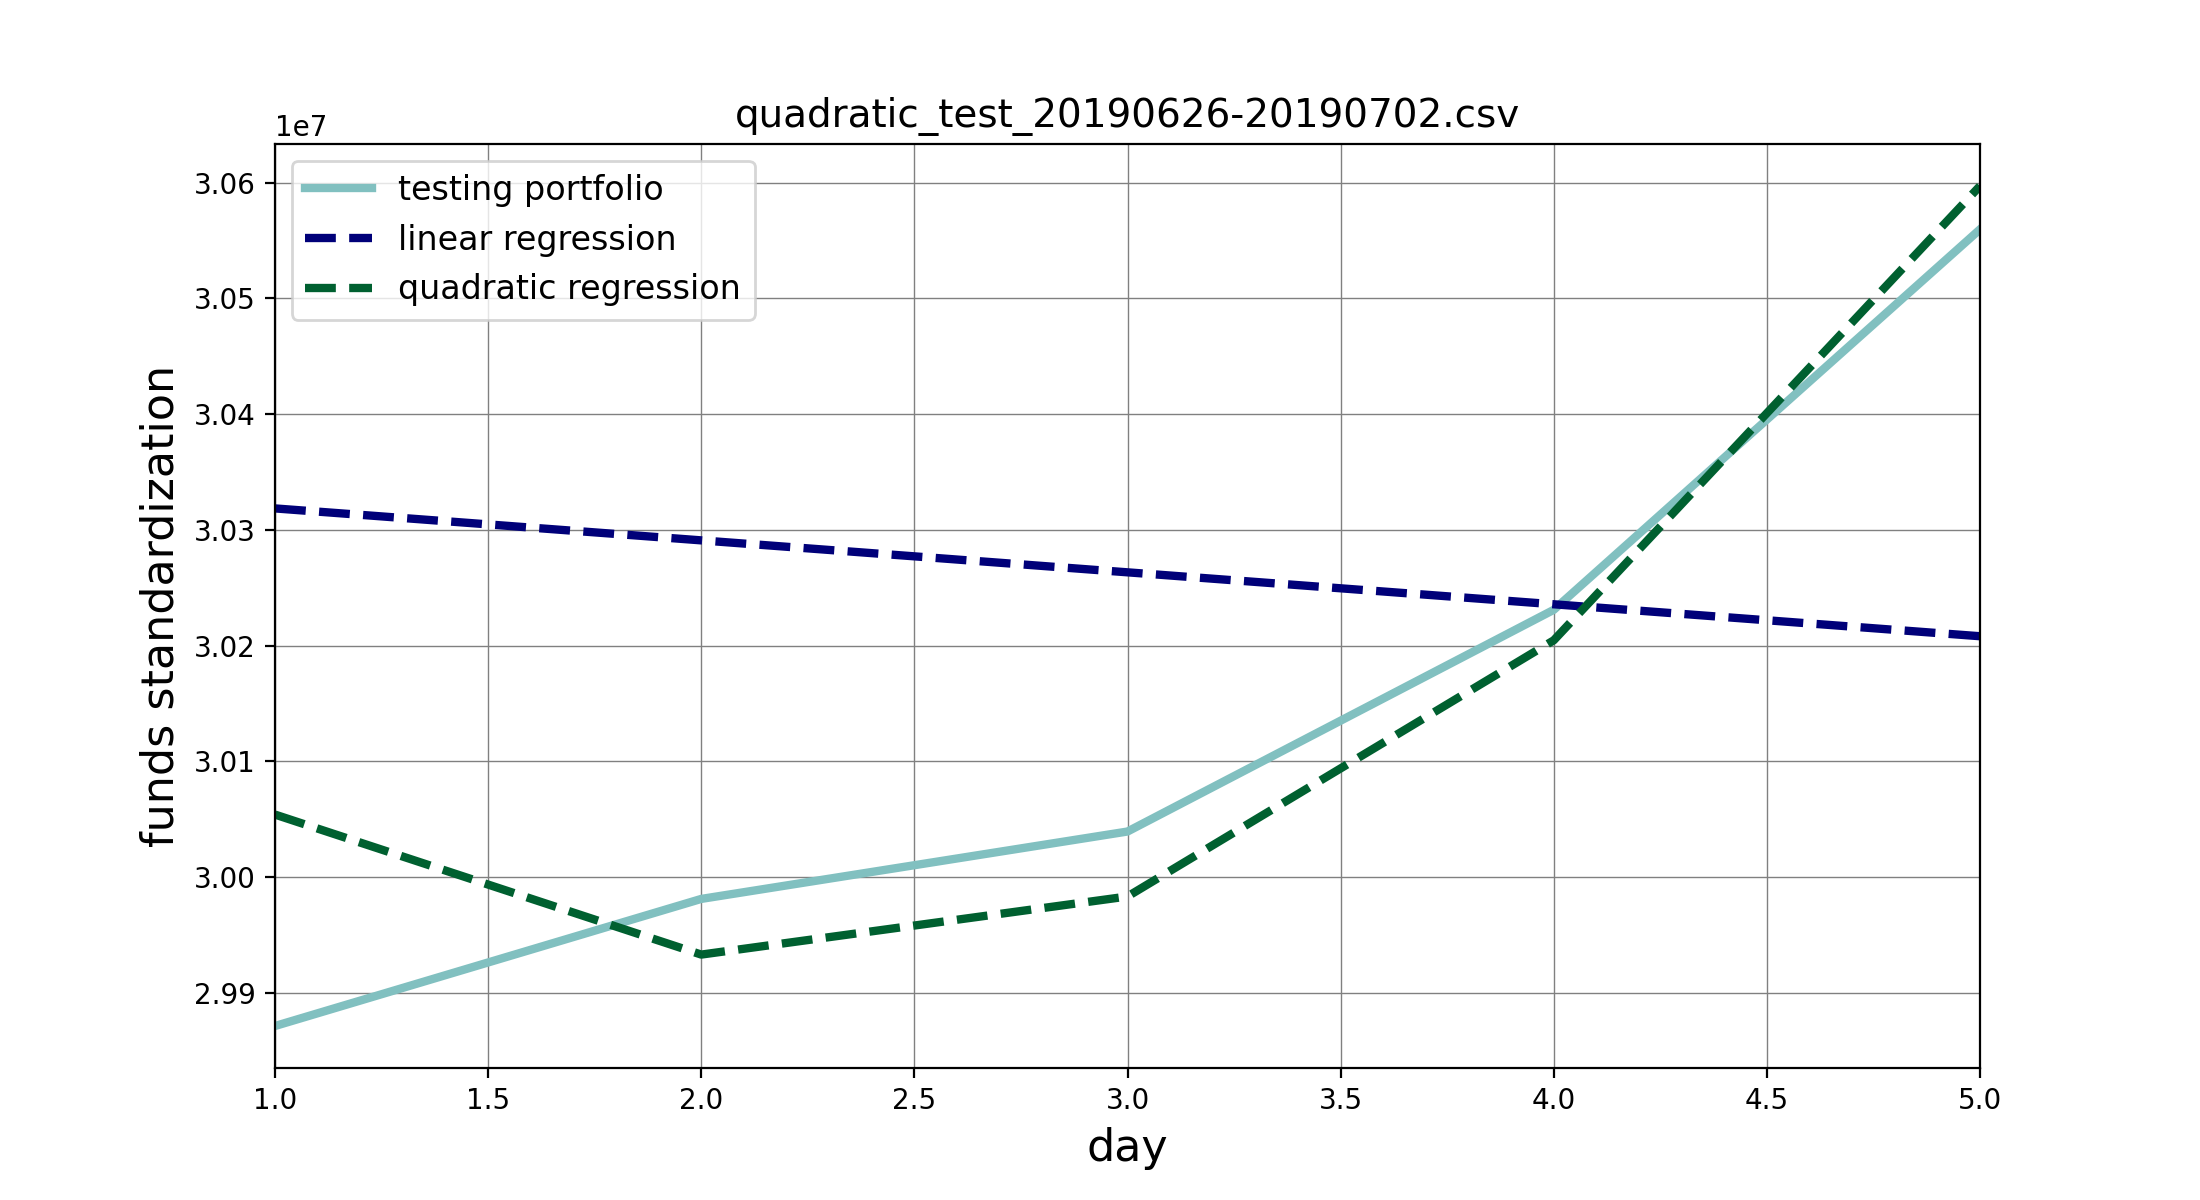 quadratic_test_20190626-20190702.csv
1e7
testing portfolio
linear regression
quadratic regression
3.06
3.05
3.04
3.03
3.02
3.01
3.00
2.99
funds standardization
1.0 1.5 2.0 2.5 3.0 3.5 4.0 4.5 5.0
day